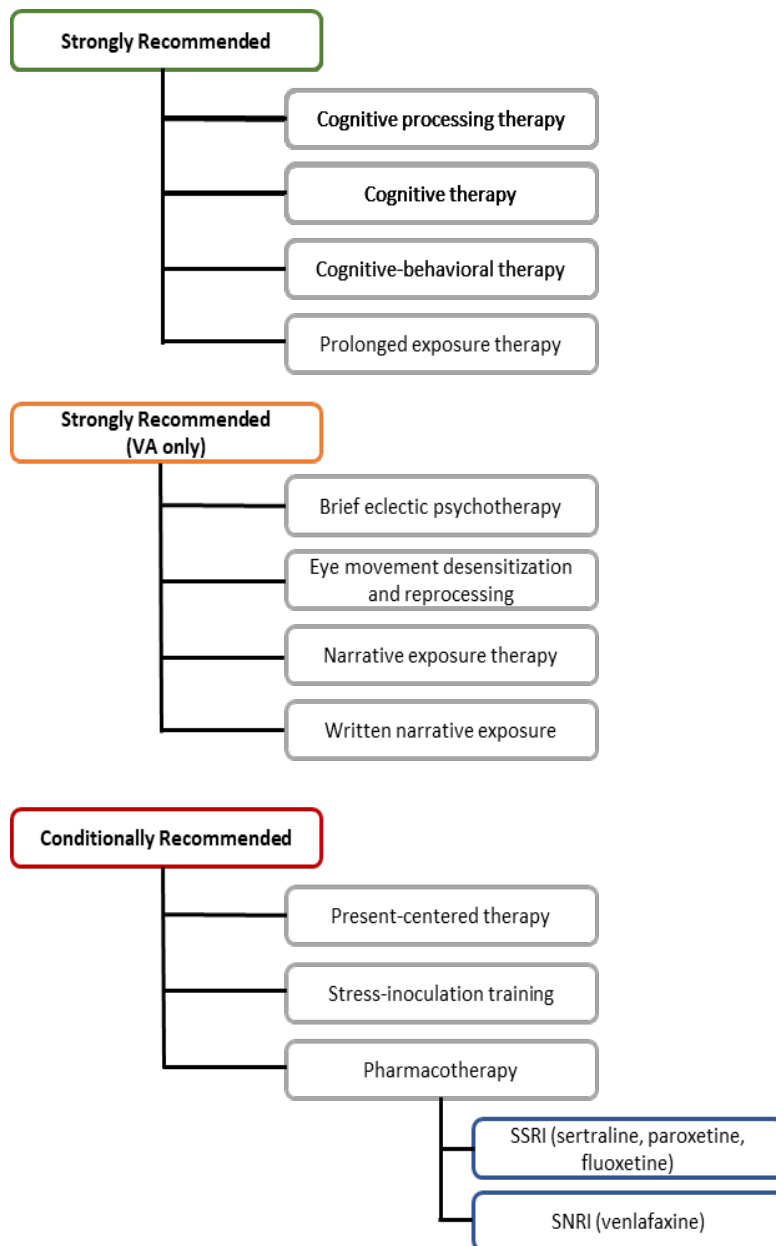 Strongly Recommended
Cognitive processing therapy
Cognitive therapy
Cognitive-behavioral therapy
Prolonged exposure therapy
Strongly Recommended
(VA only)
Brief eclectic psychotherapy
Eye movement desensitization
and reprocessing
Narrative exposure therapy
Written narrative exposure
Conditionally Recommended
Present-centered therapy
Stress-inoculation training
Pharmacotherapy
SSRI (sertraline, paroxetine,
fluoxetine)
SNRI (venlafaxine)